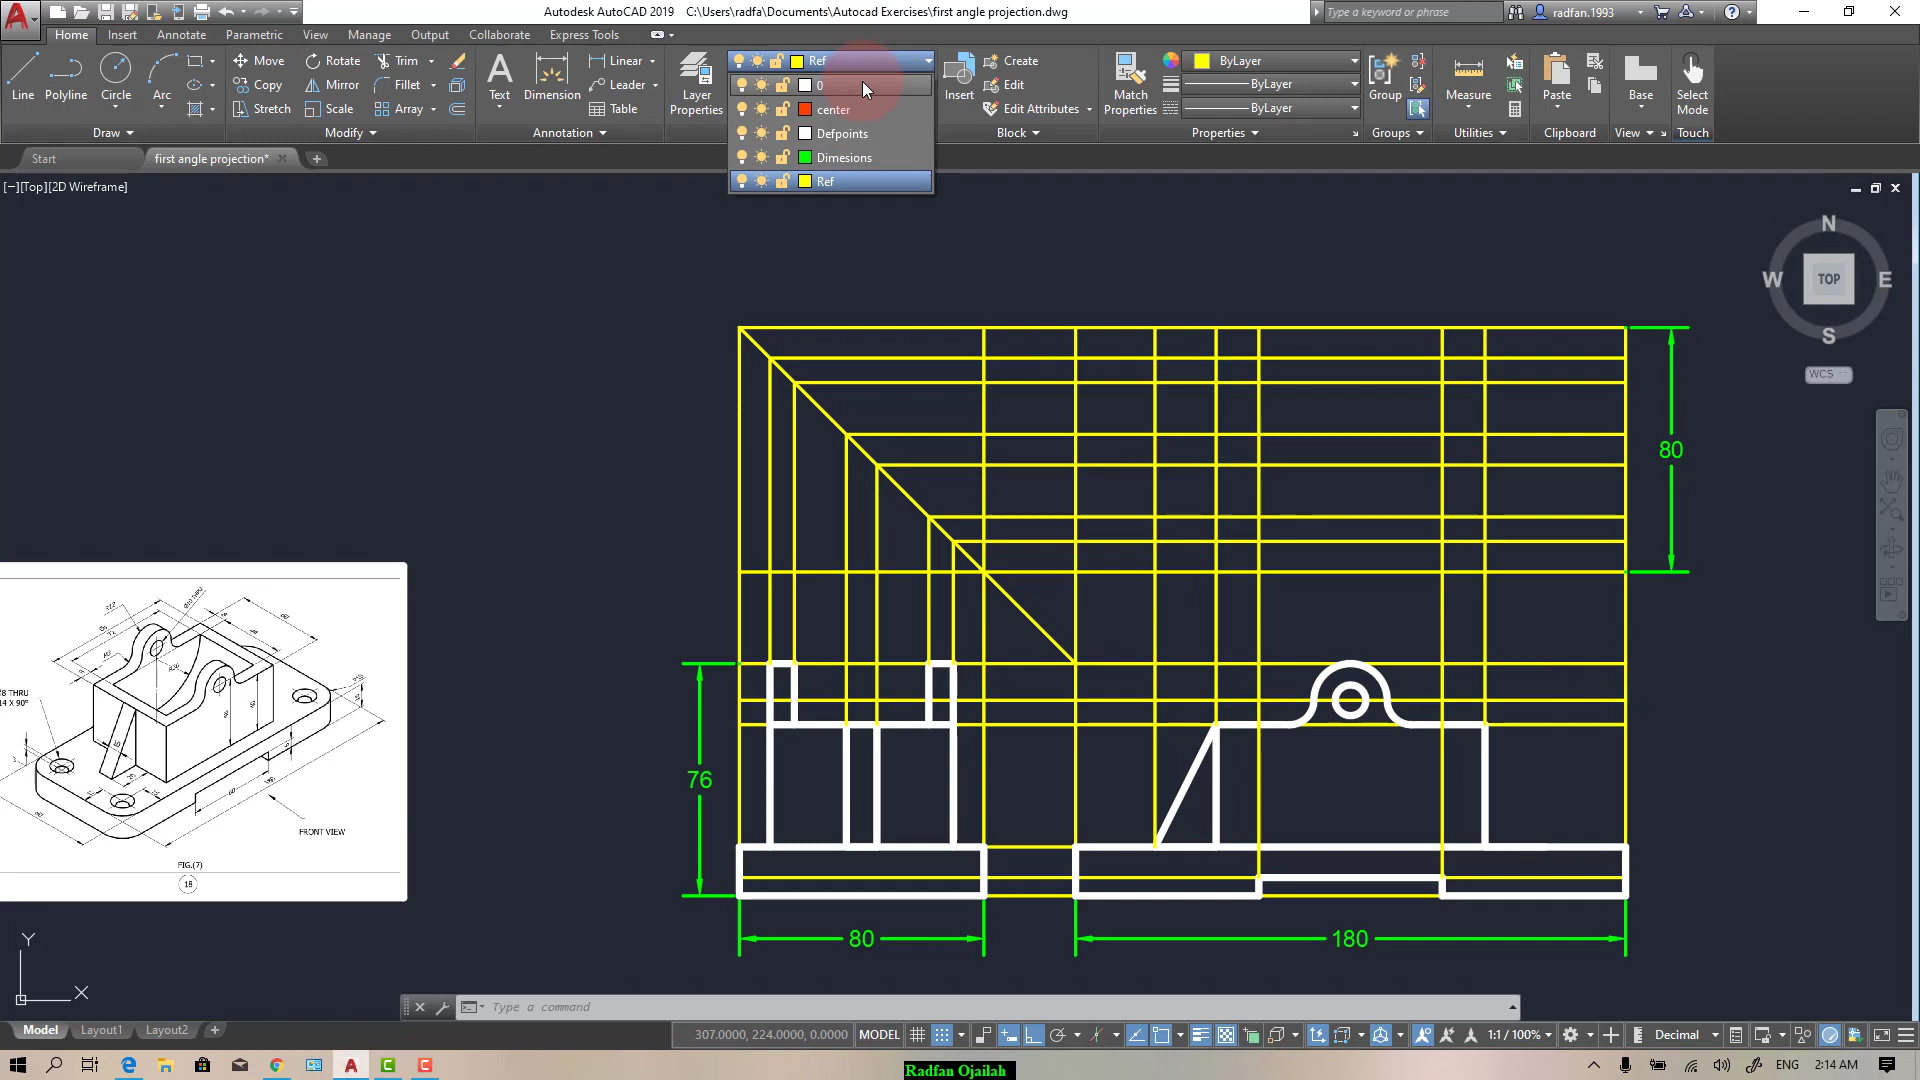 Autodesk AutoCAD 2019 C:\Users\radfa\Documents\Autocad Exercises\first angle projection.dwg
Type a keyword or phrase
radfan.1993
Home Insert Annotate Parametric View Manage Output Collaborate Express Tools
Line
Polyline
Circle
Arc
Move Rotate Trim
Copy Mirror Fillet
Stretch Scale Array
Text
Dimension
Linear
Leader
Table
Layer
Properties
Ref
0
center
Defpoints
Dimesions
Ref
Insert
Create
Edit
Edit Attributes
Match
Properties
ByLayer
ByLayer
ByLayer
Group
Measure
Paste
Base
Select
Mode
Draw Modify Annotation Block Properties Groups Utilities Clipboard View Touch
Start
first angle projection*
[−][Top][2D Wireframe]
N
W TOP E
S
WCS
80
76
80
180
8 THRU
14 X 90°
FRONT VIEW
FIG.(7)
18
Y
X
Type a command
Model Layout1 Layout2
307.0000, 224.0000, 0.0000 MODEL
1:1 / 100%
Decimal
ENG 2:14 AM
Radfan Ojailah